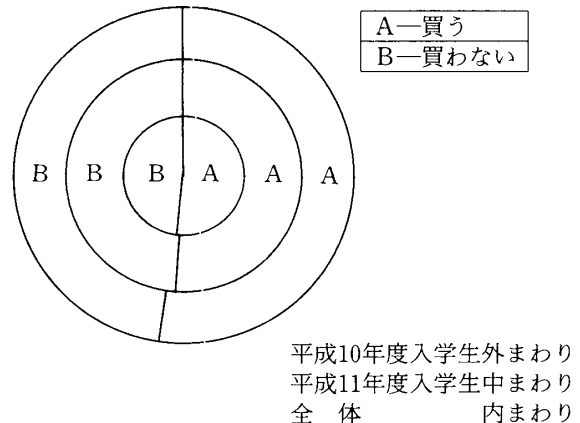 A—買う
B—買わない
B B B A A A
平成10年度入学生外まわり
平成11年度入学生中まわり
全 体 内まわり